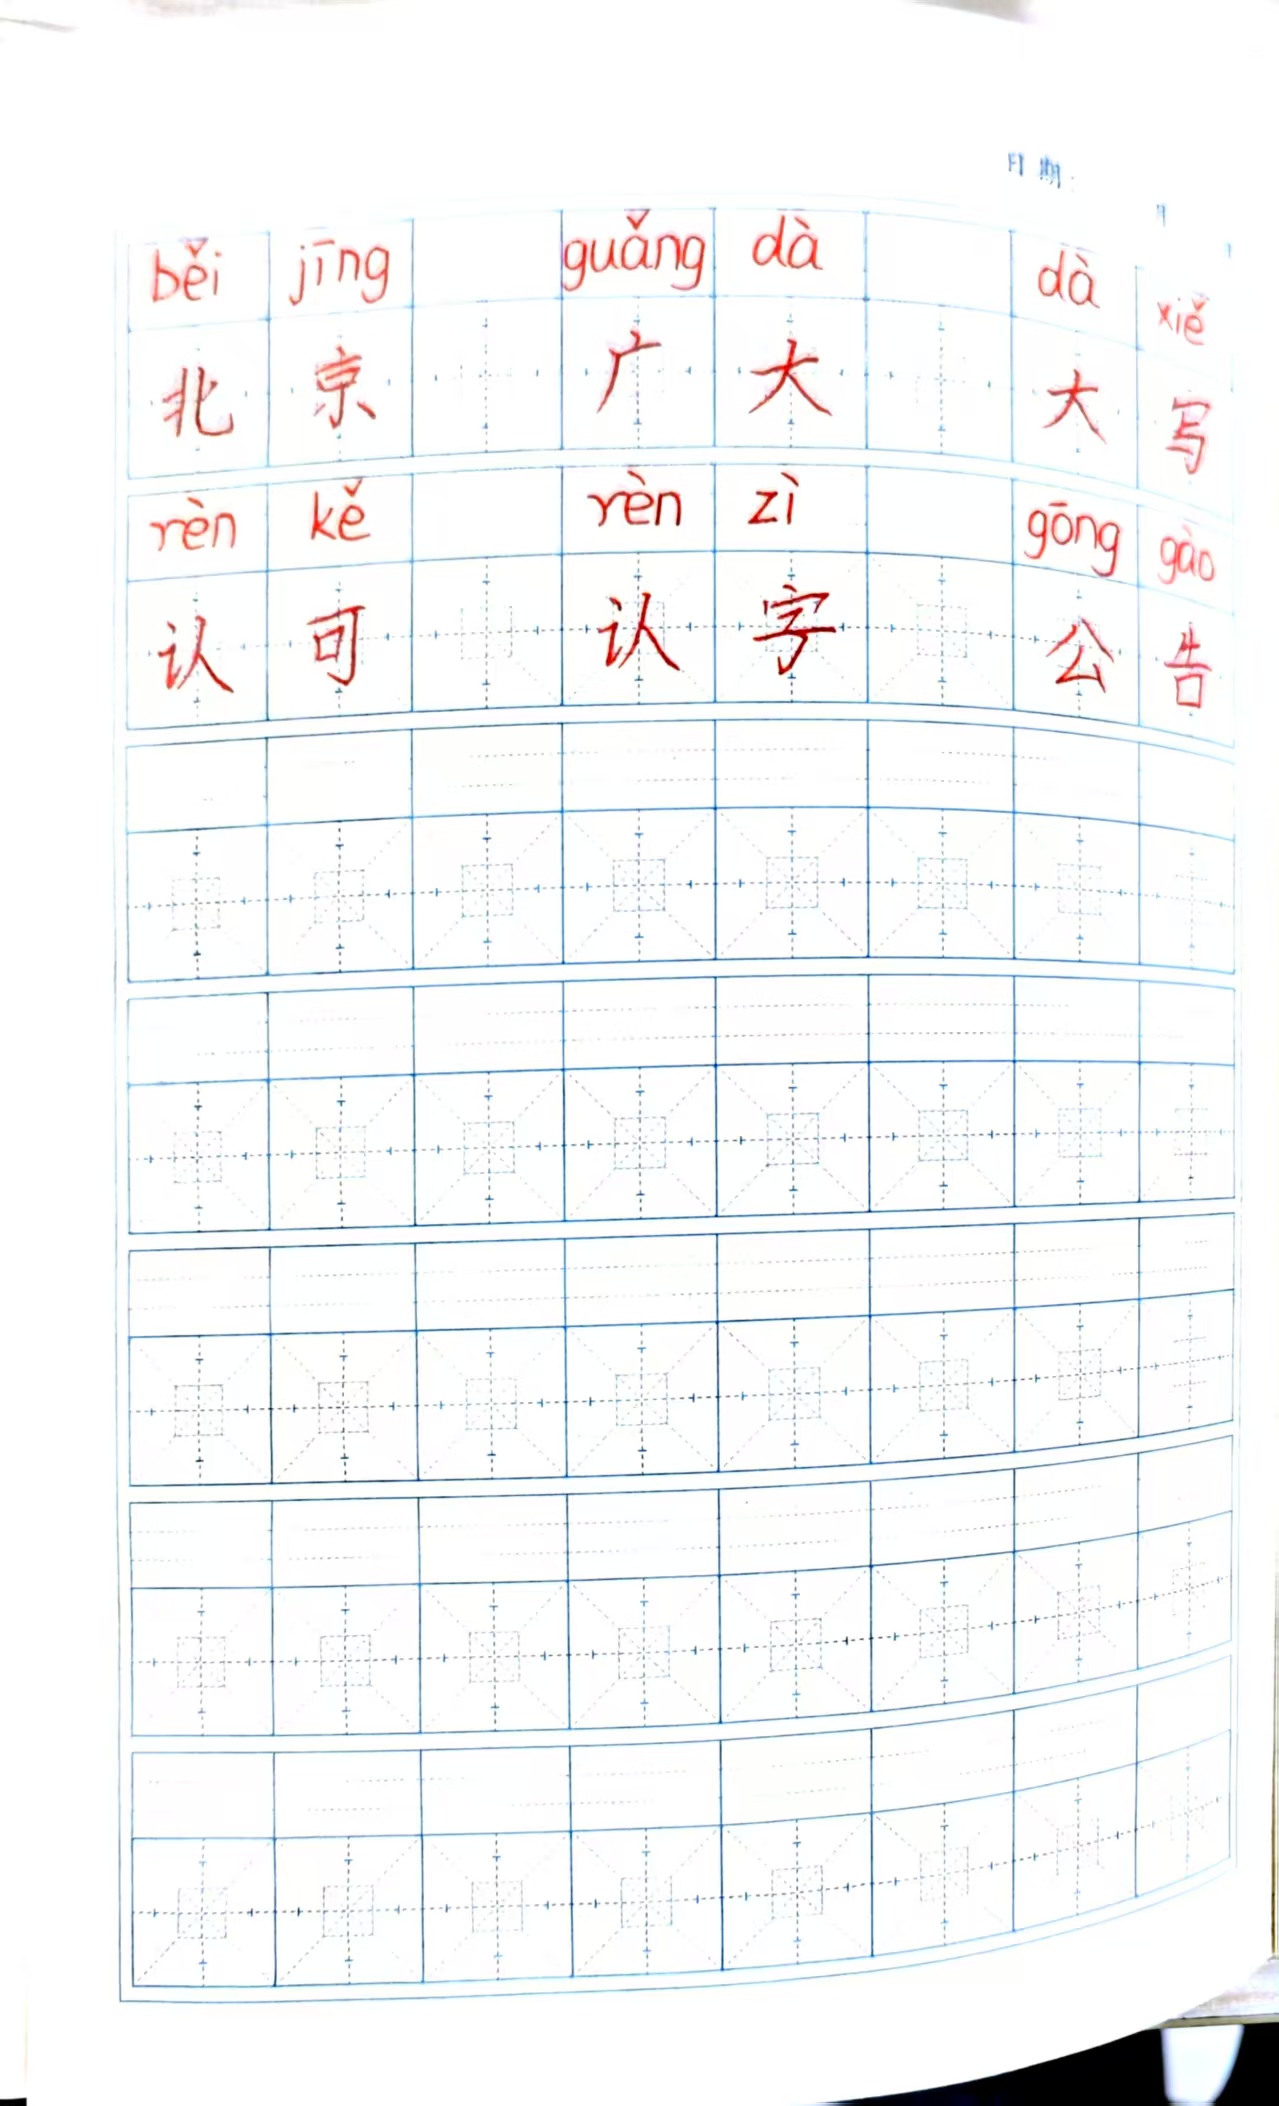 日期:
月
běi jīng guǎng dà dà xiě
北京 广大 大写
rèn kě rèn zì gōng gào
认可 认字 公告